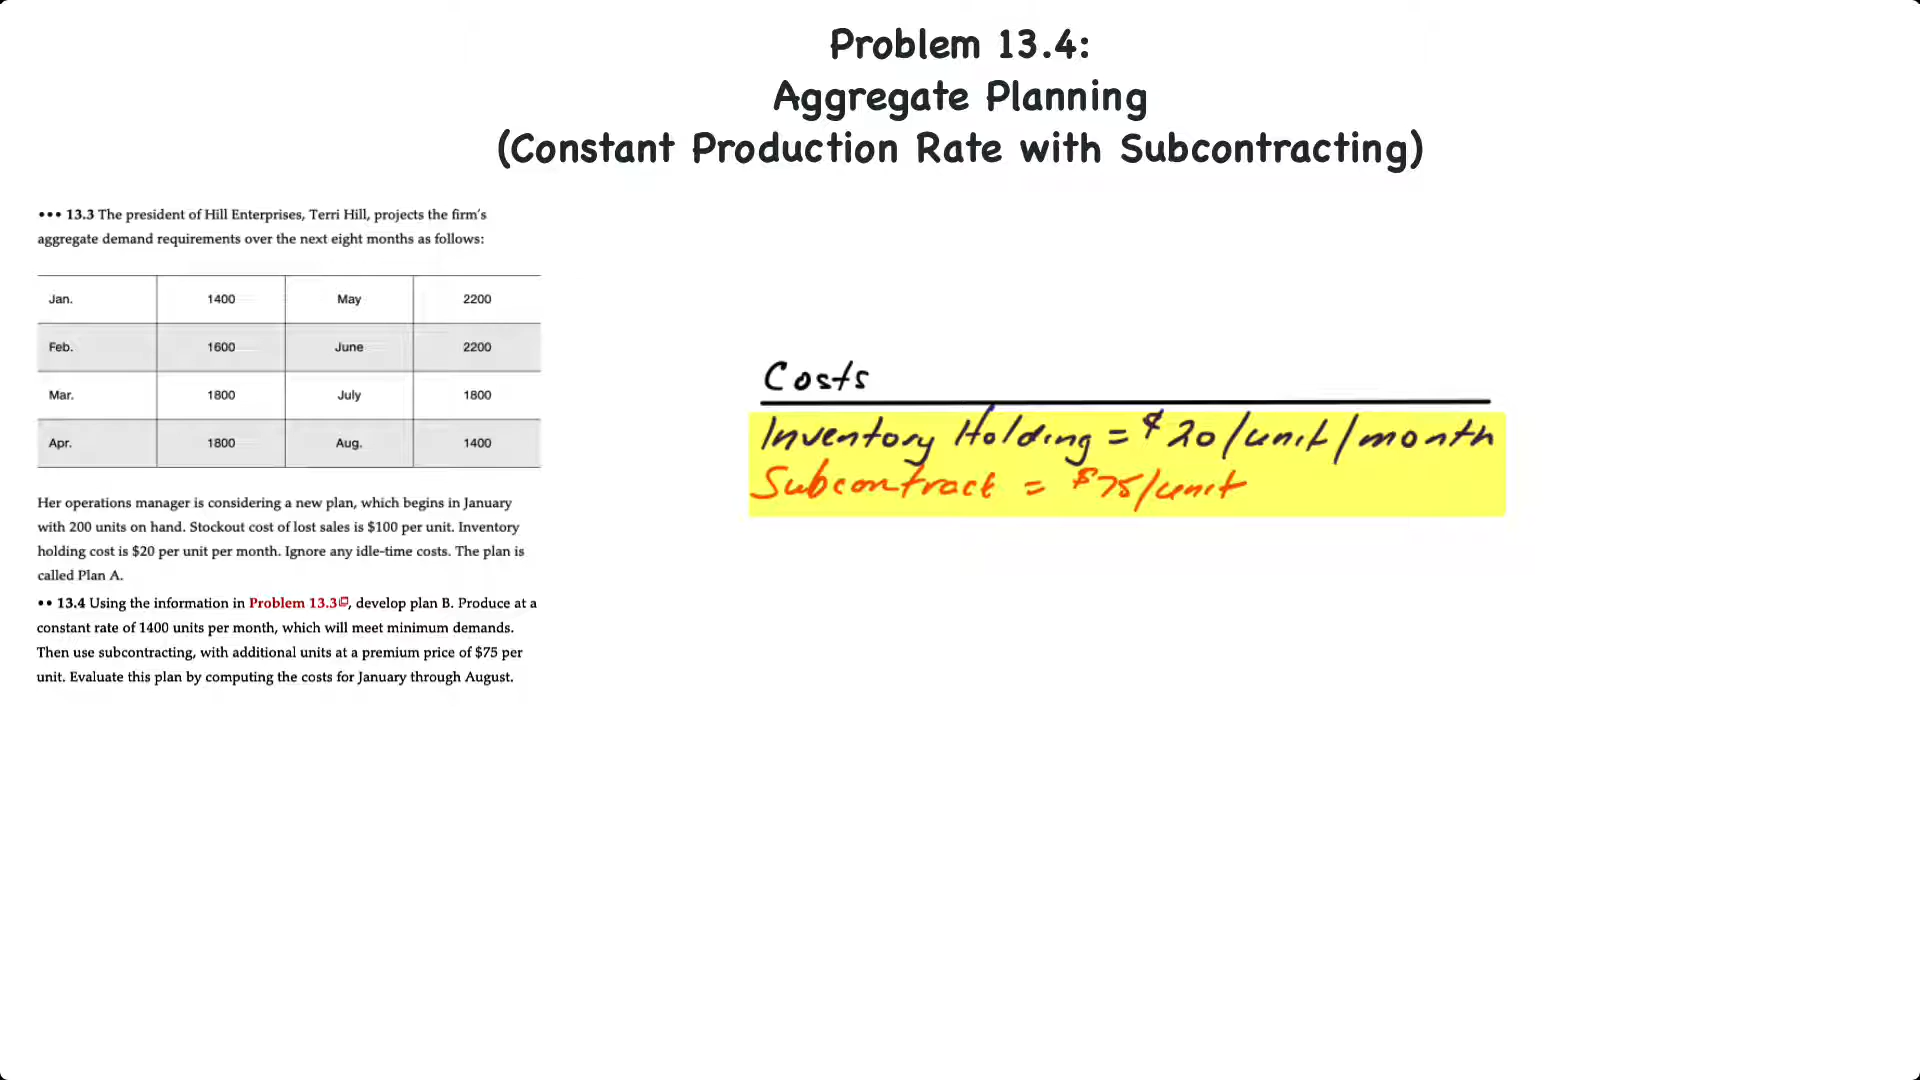 Problem 13.4:
Aggregate Planning
(Constant Production Rate with Subcontracting)
••• 13.3 The president of Hill Enterprises, Terri Hill, projects the firm's
aggregate demand requirements over the next eight months as follows:
Jan. 1400 May 2200
Feb. 1600 June 2200
Mar. 1800 July 1800
Apr. 1800 Aug. 1400
Her operations manager is considering a new plan, which begins in January
with 200 units on hand. Stockout cost of lost sales is $100 per unit. Inventory
holding cost is $20 per unit per month. Ignore any idle-time costs. The plan is
called Plan A.
•• 13.4 Using the information in Problem 13.3, develop plan B. Produce at a
constant rate of 1400 units per month, which will meet minimum demands.
Then use subcontracting, with additional units at a premium price of $75 per
unit. Evaluate this plan by computing the costs for January through August.
Costs
Inventory Holding = $20/unit/month
Subcontract = $75/unit